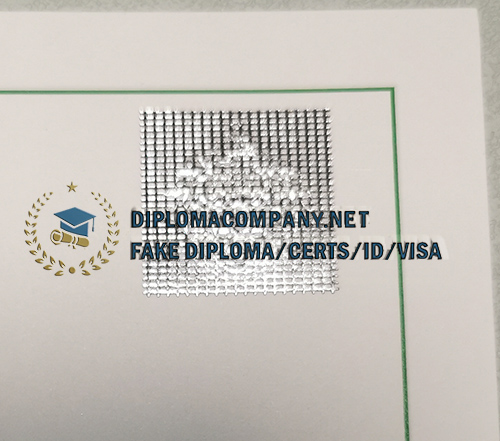 DIPLOMACOMPANY.NET
FAKE DIPLOMA/CERTS/ID/VISA